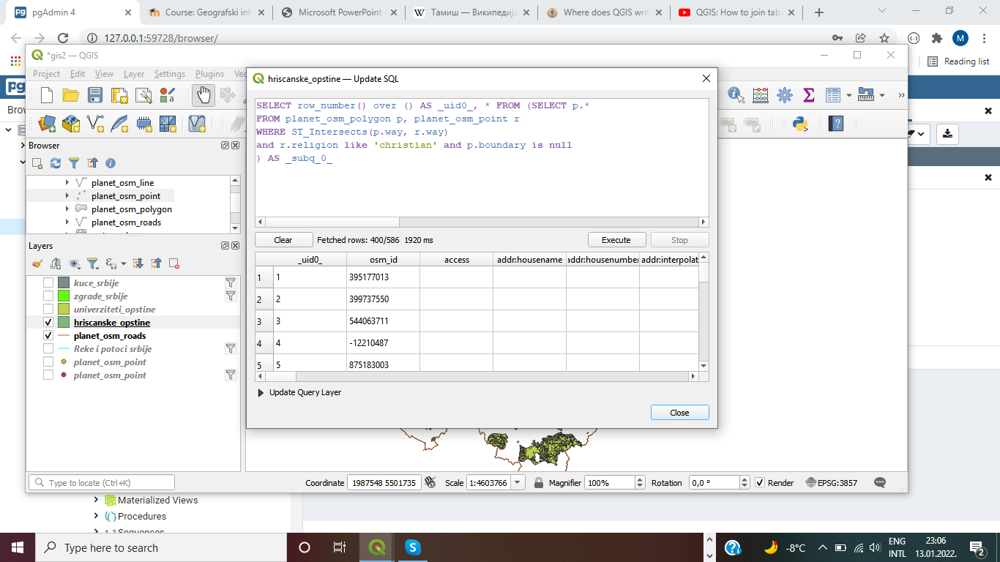 pgAdmin 4
Course: Geografski inf
Microsoft PowerPoint
Тамиш — Википедија
Where does QGIS writ
QGIS: How to join tab
127.0.0.1:59728/browser/
M
Reading list
*gis2 — QGIS
Project Edit View Layer Settings Plugins Vec
hriscanske_opstine — Update SQL
SELECT row_number() over () AS _uid0_, * FROM (SELECT p.*
FROM planet_osm_polygon p, planet_osm_point r
WHERE ST_Intersects(p.way, r.way)
and r.religion like 'christian' and p.boundary is null
) AS _subq_0_
Clear Fetched rows: 400/586 1920 ms Execute Stop
_uid0_ osm_id access addr:housename addr:housenumber addr:interpolat
1 1 395177013
2 2 399737550
3 3 544063711
4 4 -12210487
5 5 875183003
Update Query Layer
Close
pg
Brow
Browser
planet_osm_line
planet_osm_point
planet_osm_polygon
planet_osm_roads
Layers
kuce_srbije
zgrade_srbije
univerziteti_opstine
hriscanske_opstine
planet_osm_roads
Reke i potoci srbije
planet_osm_point
planet_osm_point
Type to locate (Ctrl+K)
Coordinate 1987548 5501735 Scale 1:4603766 Magnifier 100% Rotation 0,0 ° Render EPSG:3857
Materialized Views
Procedures
Sequences
Type here to search
-8°C
ENG
INTL
23:06
13.01.2022.
2